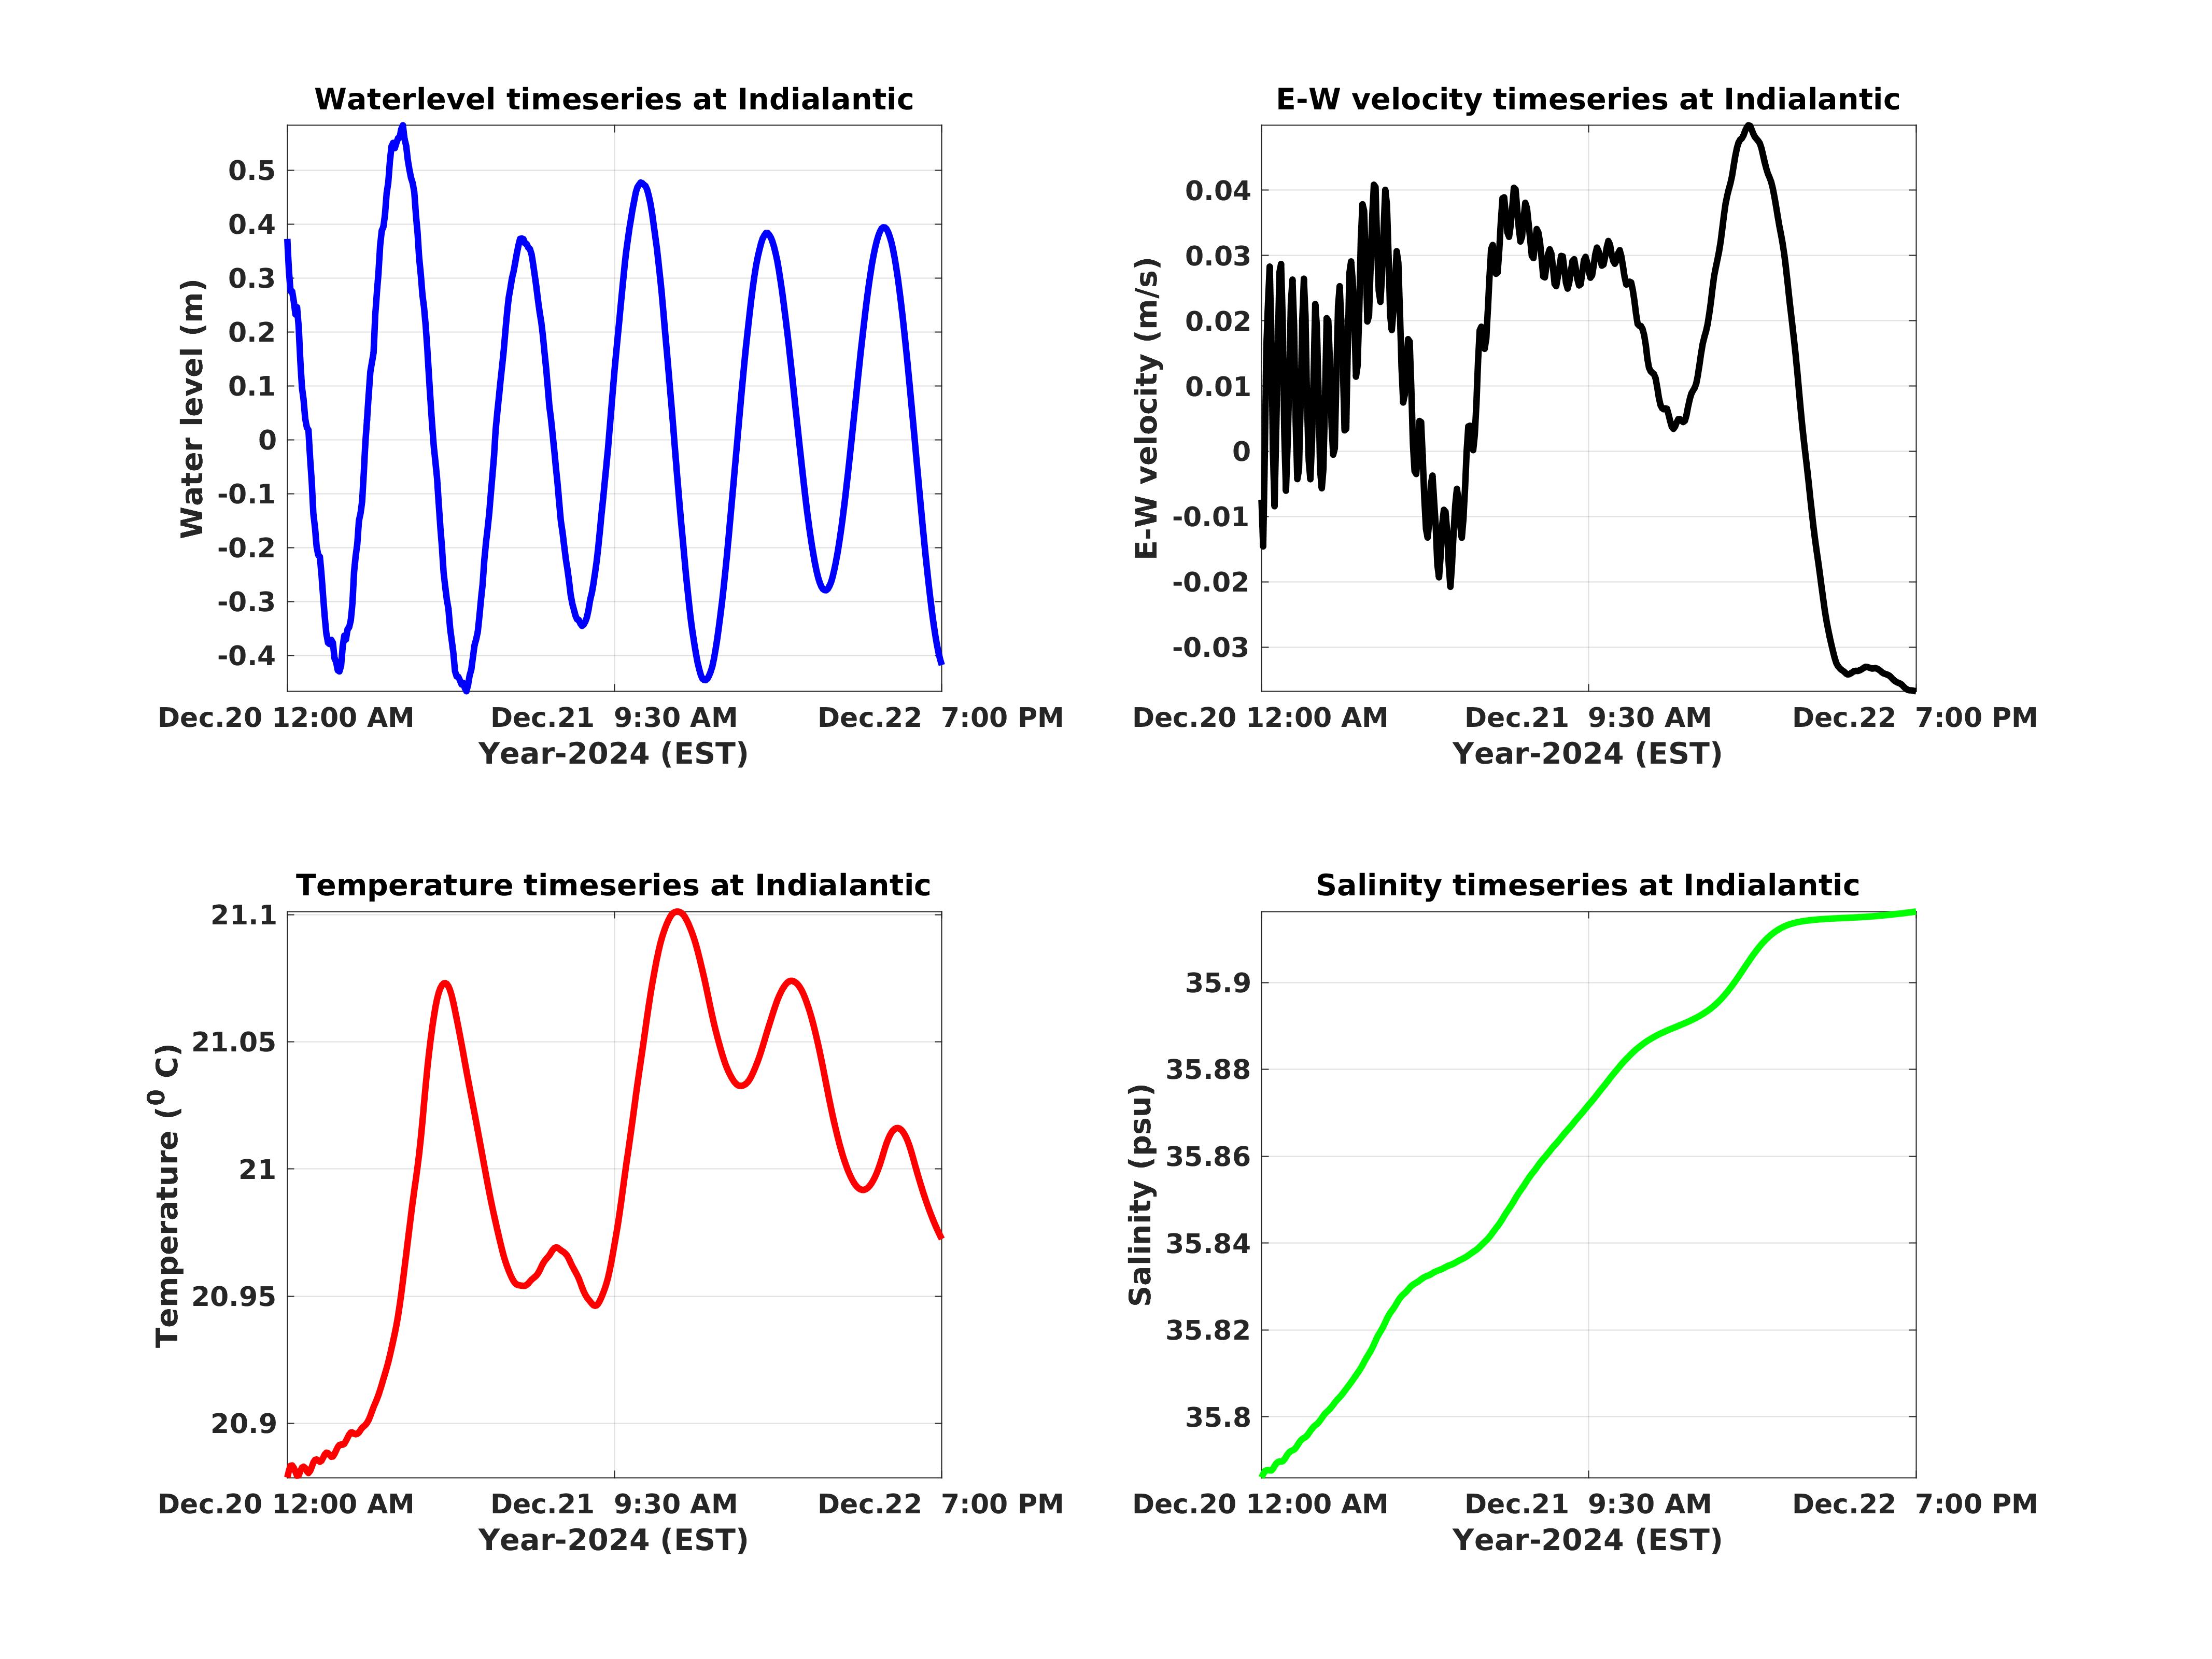 Waterlevel timeseries at Indialantic
0.5
0.4
0.3
0.2
0.1
0
-0.1
-0.2
-0.3
-0.4
Water level (m)
Dec.20 12:00 AM Dec.21 9:30 AM Dec.22 7:00 PM
Year-2024 (EST)
E-W velocity timeseries at Indialantic
0.04
0.03
0.02
0.01
0
-0.01
-0.02
-0.03
E-W velocity (m/s)
Dec.20 12:00 AM Dec.21 9:30 AM Dec.22 7:00 PM
Year-2024 (EST)
Temperature timeseries at Indialantic
21.1
21.05
21
20.95
20.9
Temperature (⁰ C)
Dec.20 12:00 AM Dec.21 9:30 AM Dec.22 7:00 PM
Year-2024 (EST)
Salinity timeseries at Indialantic
35.9
35.88
35.86
35.84
35.82
35.8
Salinity (psu)
Dec.20 12:00 AM Dec.21 9:30 AM Dec.22 7:00 PM
Year-2024 (EST)